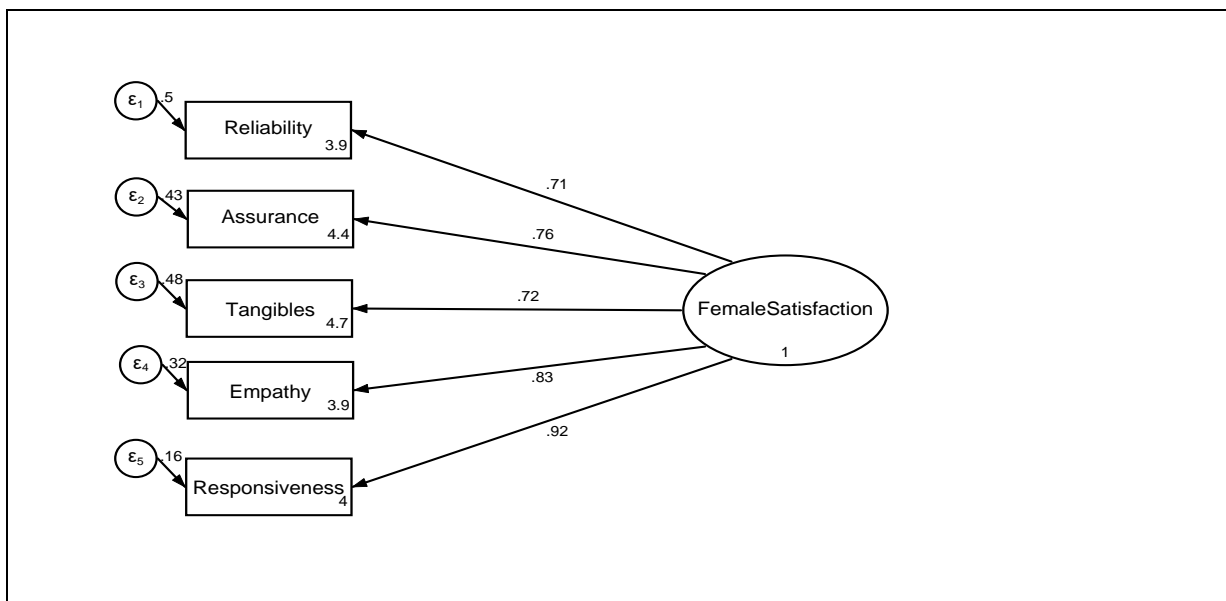 ε1 .5
Reliability
3.9
.71
ε2 .43
Assurance
4.4
.76
ε3 .48
Tangibles
4.7
.72
FemaleSatisfaction
1
ε4 .32
Empathy
3.9
.83
ε5 .16
Responsiveness
4
.92